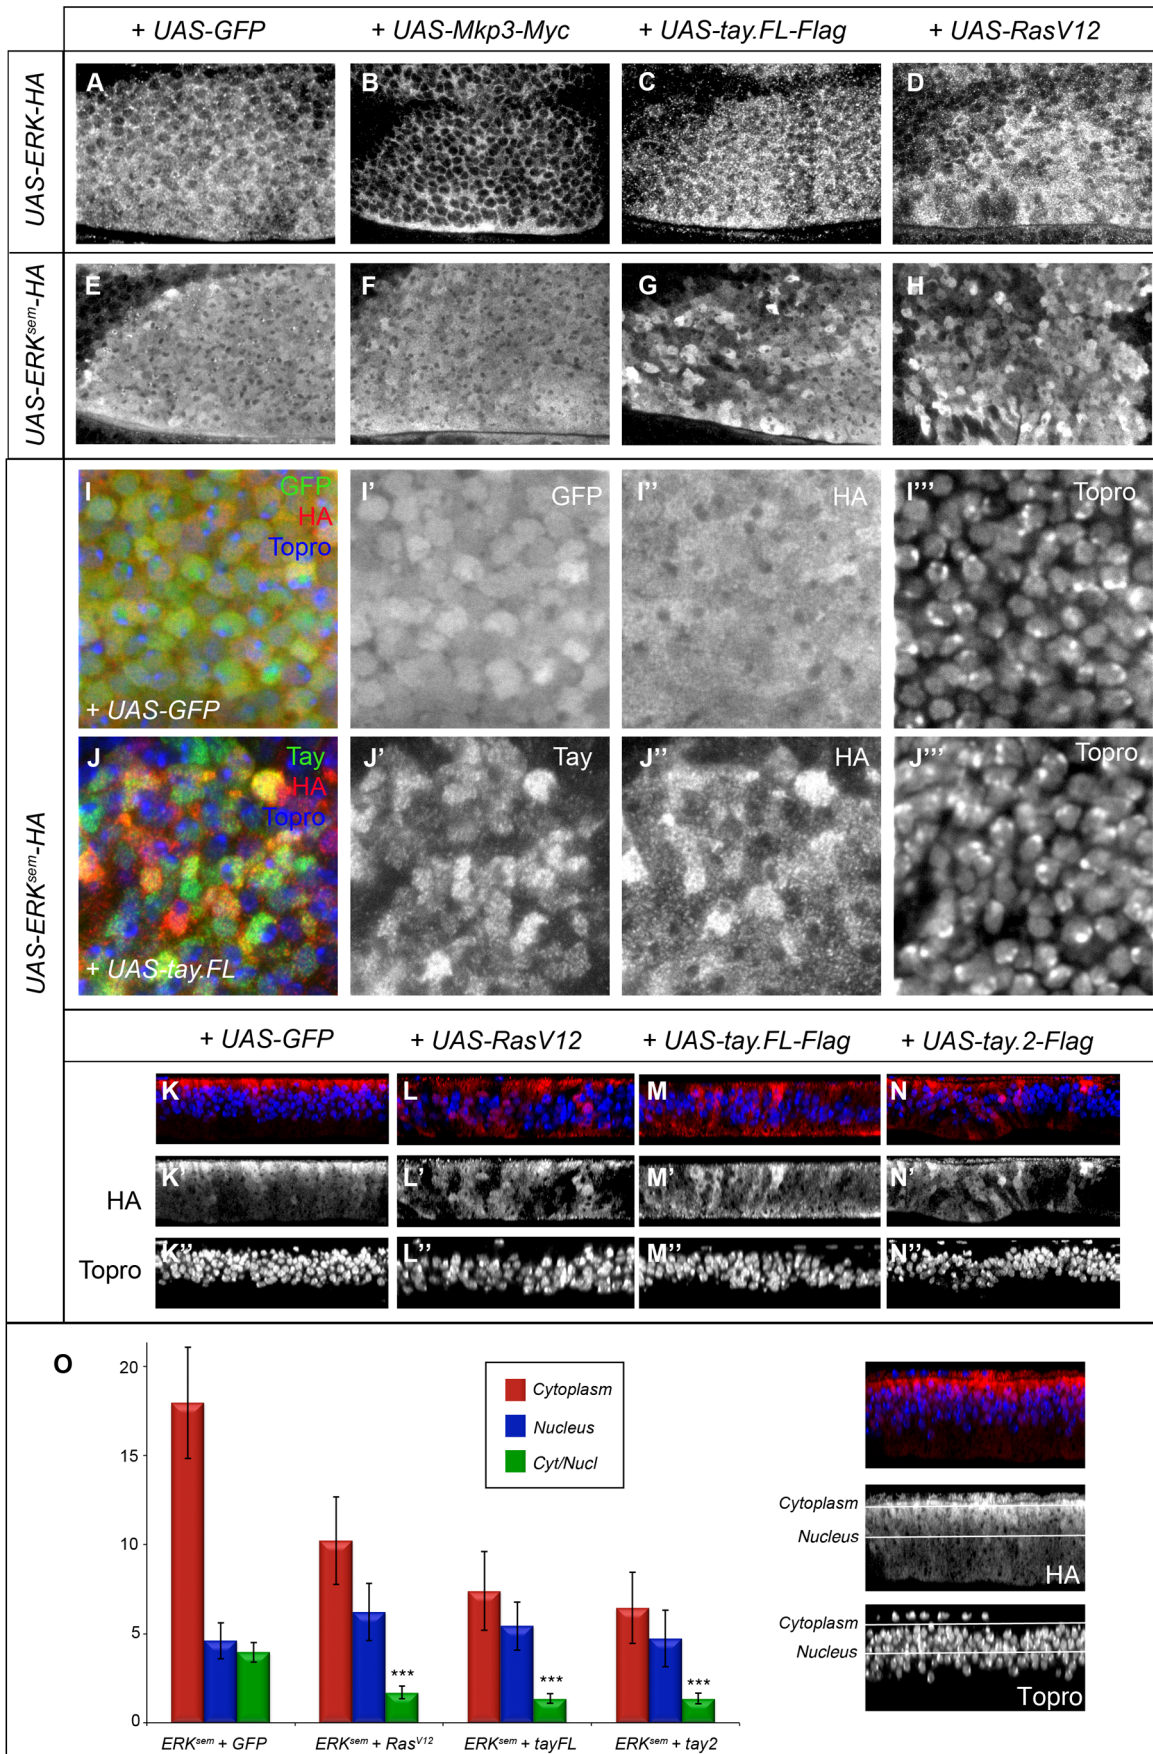 + UAS-GFP + UAS-Mkp3-Myc + UAS-tay.FL-Flag + UAS-RasV12
UAS-ERK-HA
A B C D
UAS-ERKsem-HA
E F G H
UAS-ERKsem-HA
I GFP HA Topro + UAS-GFP
I' GFP
I'' HA
I''' Topro
J Tay HA Topro + UAS-tay.FL
J' Tay
J'' HA
J''' Topro
+ UAS-GFP + UAS-RasV12 + UAS-tay.FL-Flag + UAS-tay.2-Flag
K L M N
HA K' L' M' N'
Topro K'' L'' M'' N''
O
20
15
10
5
0
Cytoplasm
Nucleus
Cyt/Nucl
*** *** ***
ERKsem + GFP ERKsem + RasV12 ERKsem + tayFL ERKsem + tay2
Cytoplasm
Nucleus
HA
Cytoplasm
Nucleus
Topro